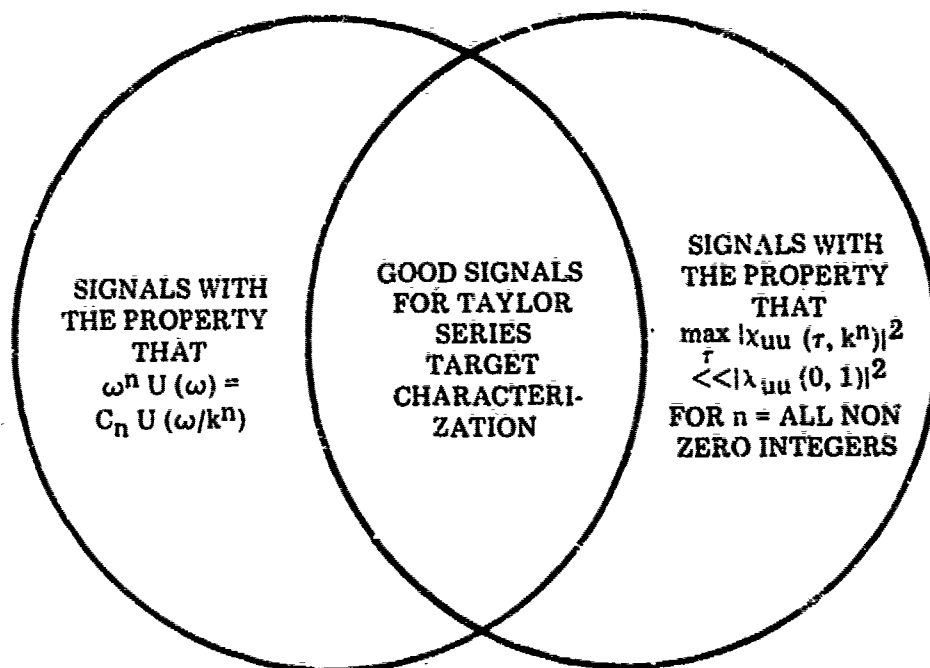 SIGNALS WITH
THE PROPERTY
THAT
ωⁿ U (ω) =
Cₙ U (ω/kⁿ)
GOOD SIGNALS
FOR TAYLOR
SERIES
TARGET
CHARACTERI-
ZATION
SIGNALS WITH
THE PROPERTY
THAT
max |χuu (τ, kⁿ)|²
τ
<<|χuu (0, 1)|²
FOR n = ALL NON
ZERO INTEGERS